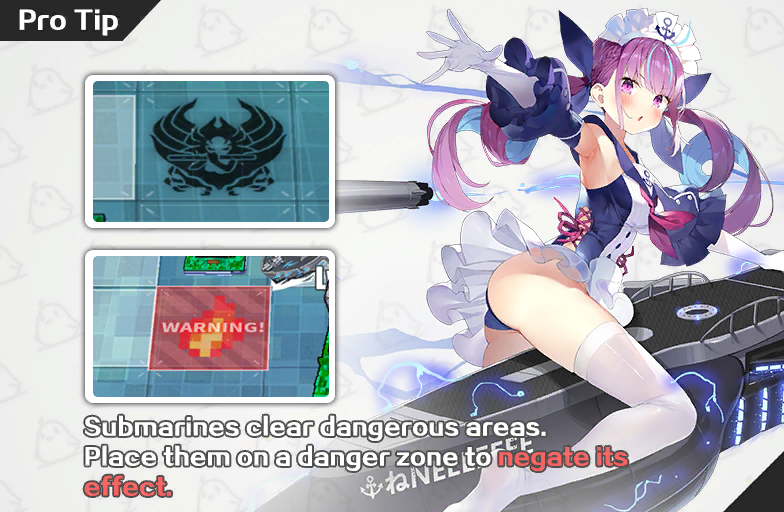 Pro Tip
WARNING!
L
Submarines clear dangerous areas.
Place them on a danger zone to negate its
effect.